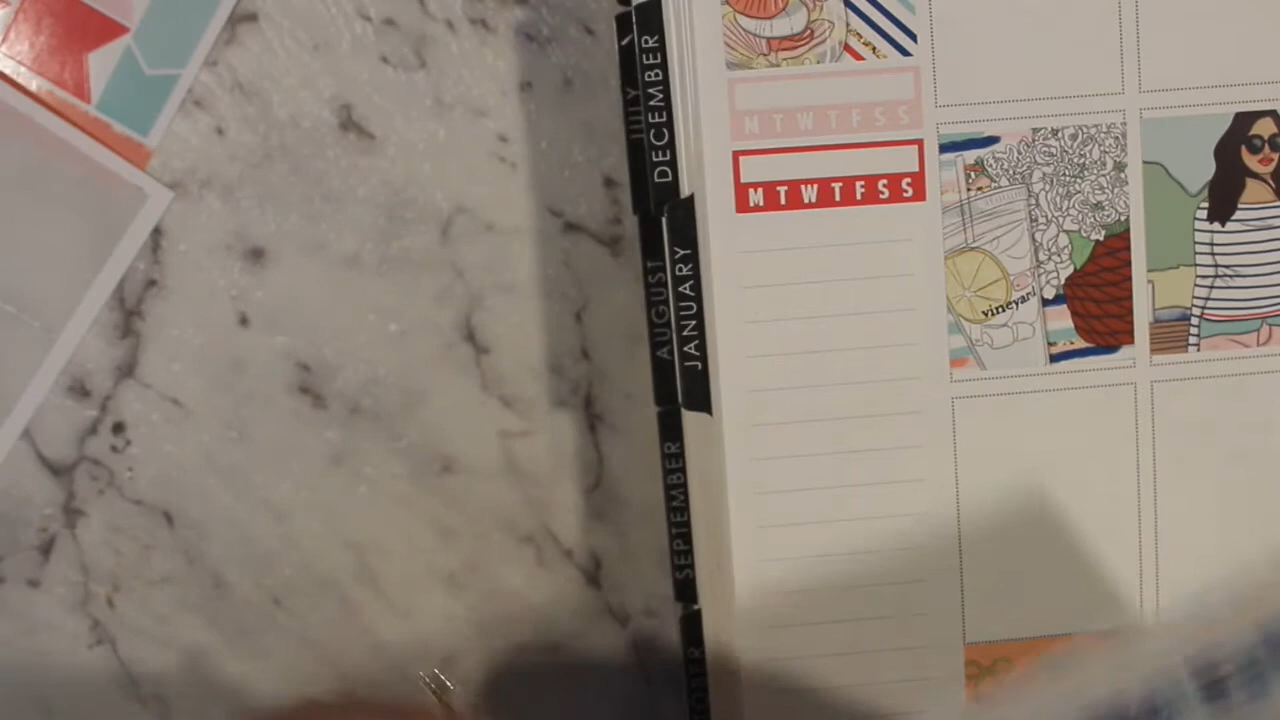 JULY
DECEMBER
AUGUST
JANUARY
SEPTEMBER
M T W T F S S
M T W T F S S
vineyard